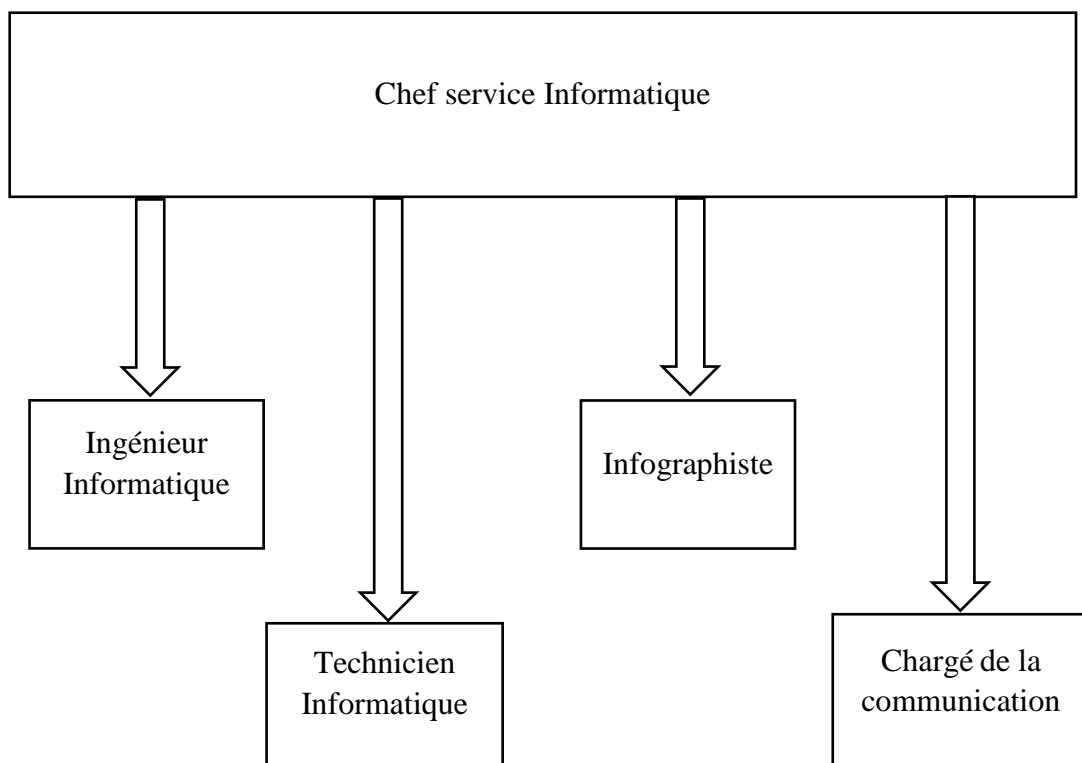 Chef service Informatique
Ingénieur
Informatique
Infographiste
Technicien
Informatique
Chargé de la
communication